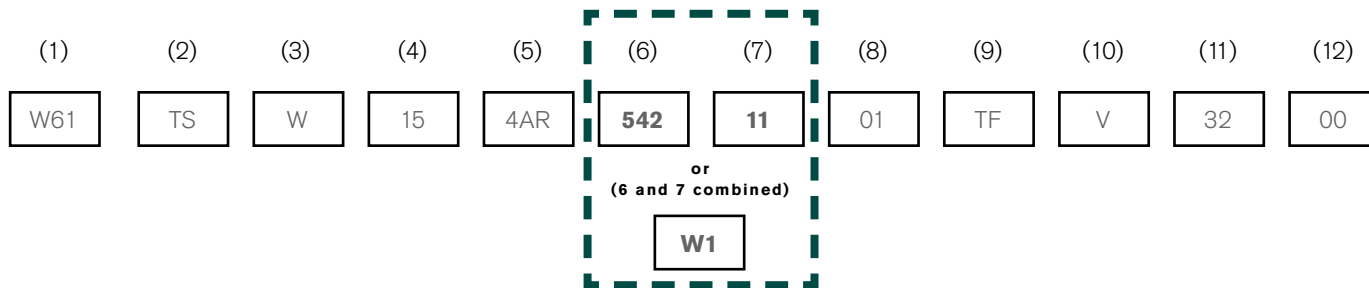 (1) (2) (3) (4) (5) (6) (7) (8) (9) (10) (11) (12)
W61 TS W 15 4AR 542 11 01 TF V 32 00
or
(6 and 7 combined)
W1